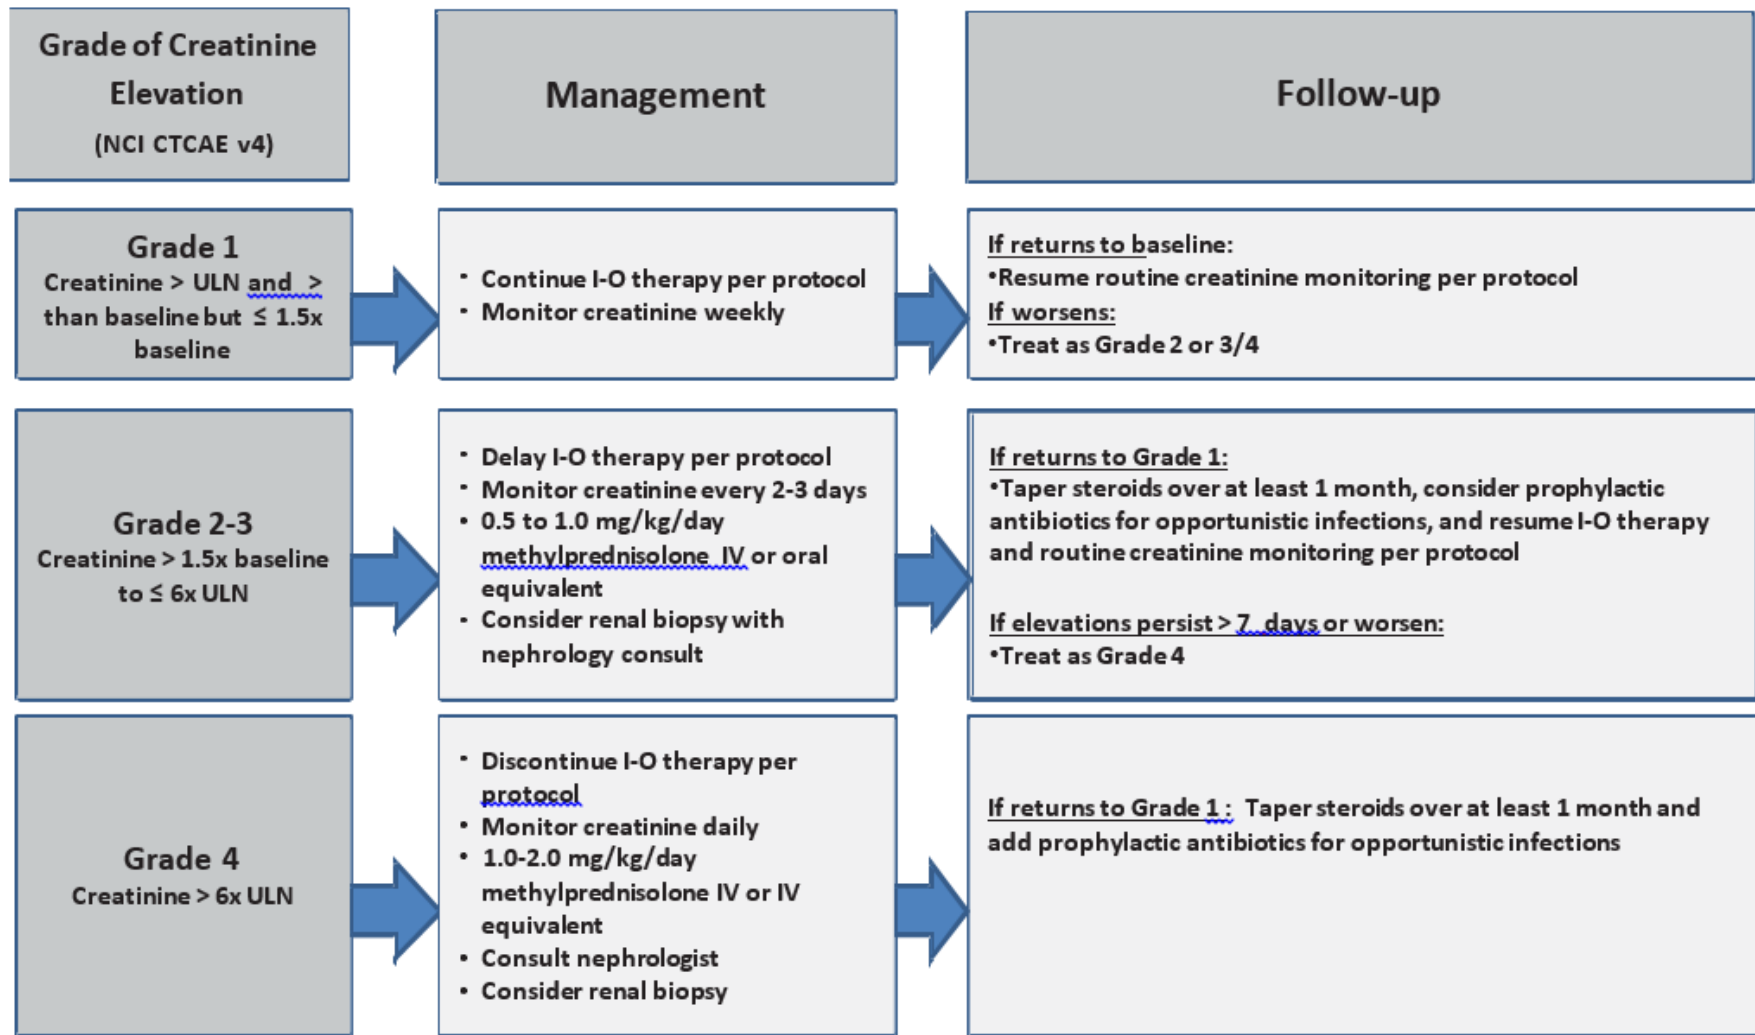 Grade of Creatinine
Elevation
(NCI CTCAE v4)
Management
Follow-up
Grade 1
Creatinine > ULN and >
than baseline but ≤ 1.5x
baseline
• Continue I-O therapy per protocol
• Monitor creatinine weekly
If returns to baseline:
•Resume routine creatinine monitoring per protocol
If worsens:
•Treat as Grade 2 or 3/4
Grade 2-3
Creatinine > 1.5x baseline
to ≤ 6x ULN
• Delay I-O therapy per protocol
• Monitor creatinine every 2-3 days
• 0.5 to 1.0 mg/kg/day
methylprednisolone IV or oral
equivalent
• Consider renal biopsy with
nephrology consult
If returns to Grade 1:
•Taper steroids over at least 1 month, consider prophylactic
antibiotics for opportunistic infections, and resume I-O therapy
and routine creatinine monitoring per protocol
If elevations persist > 7 days or worsen:
•Treat as Grade 4
Grade 4
Creatinine > 6x ULN
• Discontinue I-O therapy per
protocol
• Monitor creatinine daily
• 1.0-2.0 mg/kg/day
methylprednisolone IV or IV
equivalent
• Consult nephrologist
• Consider renal biopsy
If returns to Grade 1 : Taper steroids over at least 1 month and
add prophylactic antibiotics for opportunistic infections